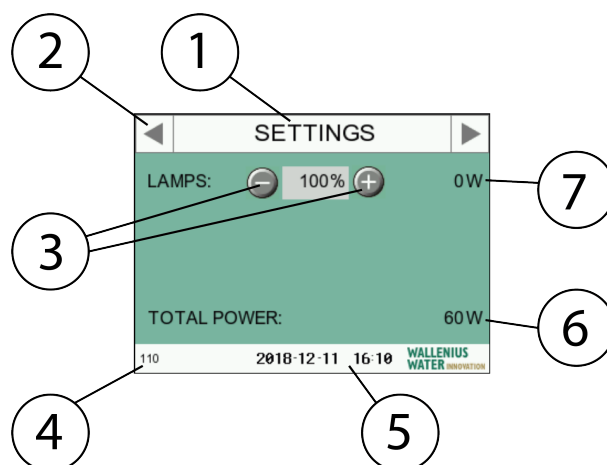 2
1
SETTINGS
LAMPS: − 100% + 0W
7
3
TOTAL POWER: 60W
6
110 2018-12-11 16:10 WALLENIUS
WATER INNOVATION
4
5